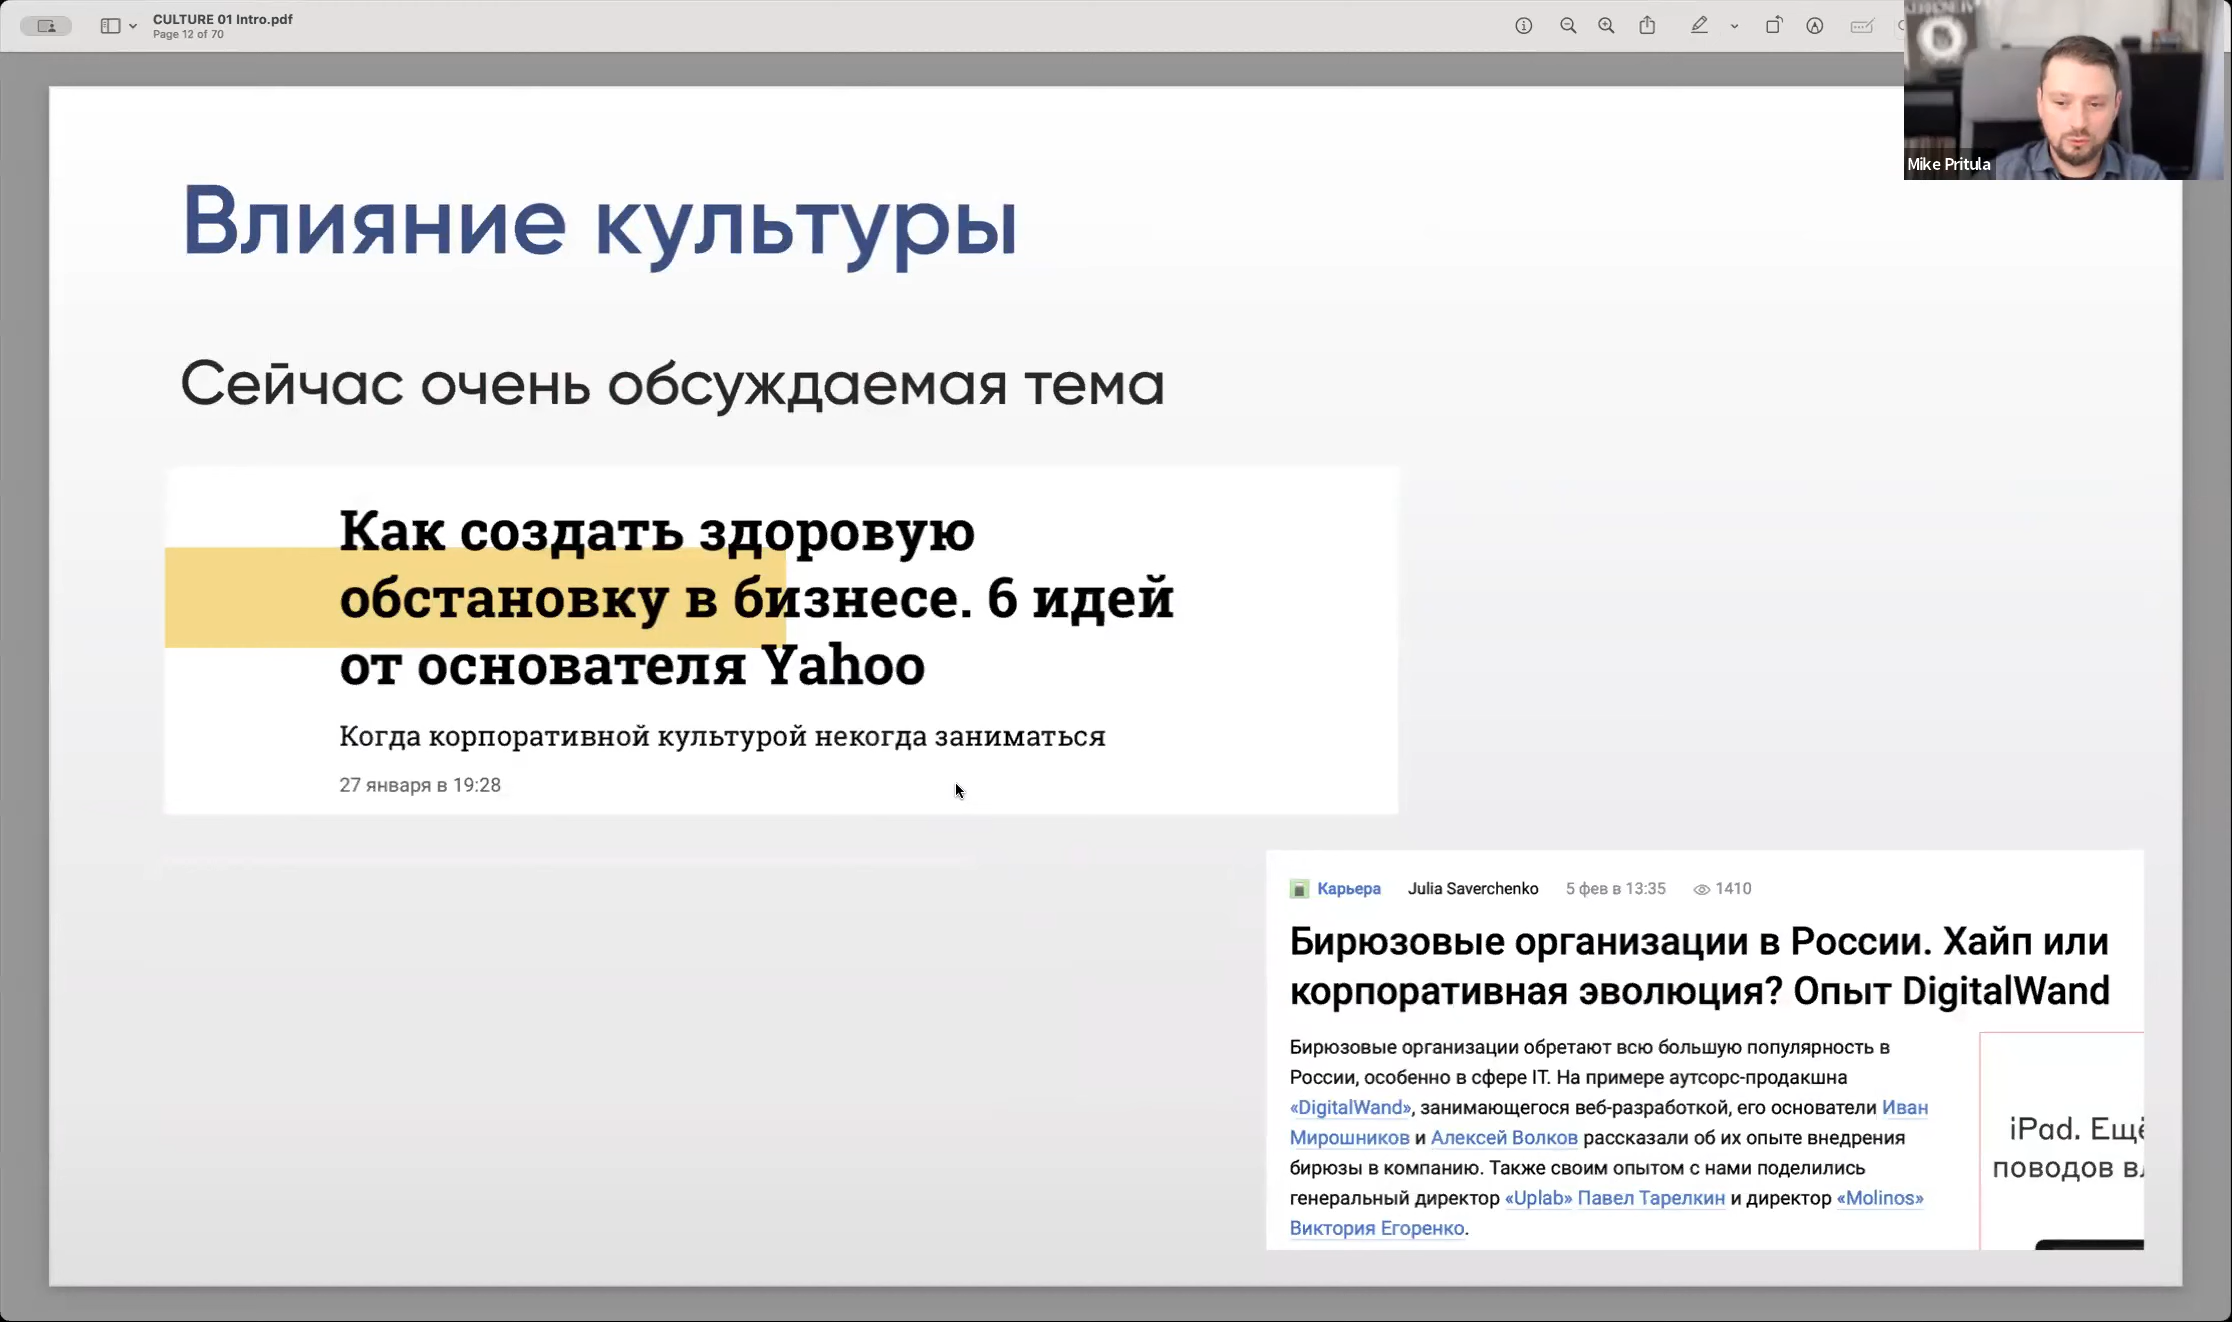 CULTURE 01 Intro.pdf
Page 12 of 70
Mike Pritula
Влияние культуры
Сейчас очень обсуждаемая тема
Как создать здоровую
обстановку в бизнесе. 6 идей
от основателя Yahoo
Когда корпоративной культурой некогда заниматься
27 января в 19:28
Карьера Julia Saverchenko 5 фев в 13:35 1410
Бирюзовые организации в России. Хайп или
корпоративная эволюция? Опыт DigitalWand
Бирюзовые организации обретают всю большую популярность в
России, особенно в сфере IT. На примере аутсорс-продакшна
«DigitalWand», занимающегося веб-разработкой, его основатели Иван
Мирошников и Алексей Волков рассказали об их опыте внедрения
бирюзы в компанию. Также своим опытом с нами поделились
генеральный директор «Uplab» Павел Тарелкин и директор «Molinos»
Виктория Егоренко.
iPad. Ещё
поводов вл